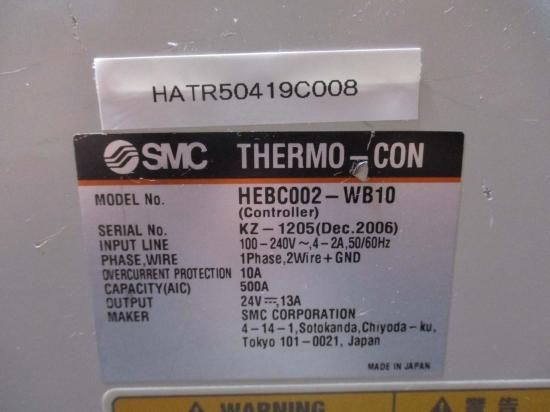 HATR50419C008
SMC THERMO-CON
MODEL No. HEBC002-WB10
(Controller)
SERIAL No. KZ-1205(Dec.2006)
INPUT LINE 100-240V~,4-2A,50/60Hz
PHASE,WIRE 1Phase,2Wire+GND
OVERCURRENT PROTECTION 10A
CAPACITY(AIC) 500A
OUTPUT 24V⎓,13A
MAKER SMC CORPORATION
4-14-1,Sotokanda,Chiyoda-ku,
Tokyo 101-0021, Japan
MADE IN JAPAN
WARNING 警告